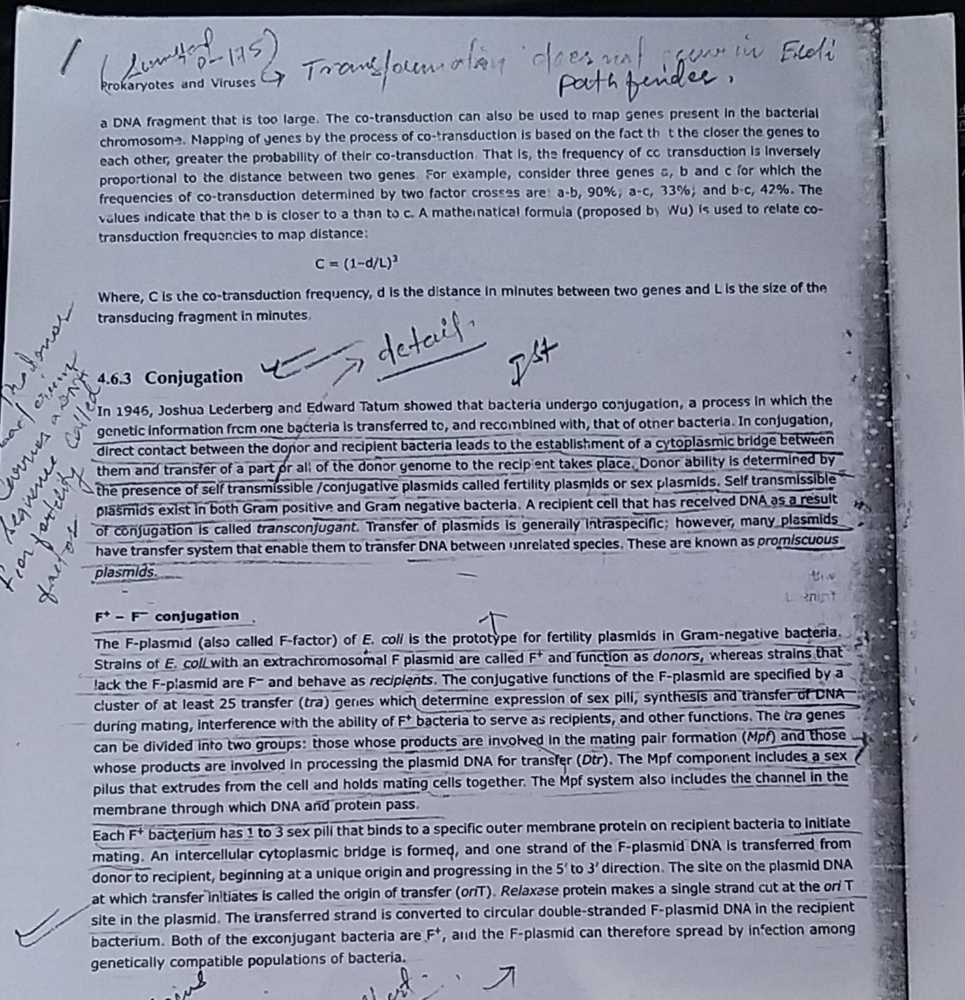 Transformation does not occur in E.coli
Pathfinder.
Prokaryotes and Viruses
a DNA fragment that is too large. The co-transduction can also be used to map genes present in the bacterial
chromosome. Mapping of genes by the process of co-transduction is based on the fact th t the closer the genes to
each other, greater the probability of their co-transduction. That is, the frequency of co transduction is inversely
proportional to the distance between two genes. For example, consider three genes a, b and c for which the
frequencies of co-transduction determined by two factor crosses are: a-b, 90%; a-c, 33%; and b-c, 42%. The
values indicate that the b is closer to a than to c. A mathematical formula (proposed by Wu) is used to relate co-
transduction frequencies to map distance:
C = (1–d/L)³
Where, C is the co-transduction frequency, d is the distance in minutes between two genes and L is the size of the
transducing fragment in minutes.
detail.
Ist
4.6.3 Conjugation
In 1946, Joshua Lederberg and Edward Tatum showed that bacteria undergo conjugation, a process in which the
genetic information from one bacteria is transferred to, and recombined with, that of other bacteria. In conjugation,
direct contact between the donor and recipient bacteria leads to the establishment of a cytoplasmic bridge between
them and transfer of a part or all of the donor genome to the recip ent takes place. Donor ability is determined by
the presence of self transmissible /conjugative plasmids called fertility plasmids or sex plasmids. Self transmissible
plasmids exist in both Gram positive and Gram negative bacteria. A recipient cell that has received DNA as a result
of conjugation is called transconjugant. Transfer of plasmids is generally intraspecific; however, many plasmids
have transfer system that enable them to transfer DNA between unrelated species. These are known as promiscuous
plasmids.
The donor
carries a DNA
sequence called
F or fertility
factor
F⁺ – F⁻ conjugation
The F-plasmid (also called F-factor) of E. coli is the prototype for fertility plasmids in Gram-negative bacteria.
Strains of E. coli with an extrachromosomal F plasmid are called F⁺ and function as donors, whereas strains that
lack the F-plasmid are F⁻ and behave as recipients. The conjugative functions of the F-plasmid are specified by a
cluster of at least 25 transfer (tra) genes which determine expression of sex pili, synthesis and transfer of DNA
during mating, interference with the ability of F⁺ bacteria to serve as recipients, and other functions. The tra genes
can be divided into two groups: those whose products are involved in the mating pair formation (Mpf) and those
whose products are involved in processing the plasmid DNA for transfer (Dtr). The Mpf component includes a sex
pilus that extrudes from the cell and holds mating cells together. The Mpf system also includes the channel in the
membrane through which DNA and protein pass.
Each F⁺ bacterium has 1 to 3 sex pili that binds to a specific outer membrane protein on recipient bacteria to initiate
mating. An intercellular cytoplasmic bridge is formed, and one strand of the F-plasmid DNA is transferred from
donor to recipient, beginning at a unique origin and progressing in the 5′ to 3′ direction. The site on the plasmid DNA
at which transfer initiates is called the origin of transfer (oriT). Relaxase protein makes a single strand cut at the ori T
site in the plasmid. The transferred strand is converted to circular double-stranded F-plasmid DNA in the recipient
bacterium. Both of the exconjugant bacteria are F⁺, and the F-plasmid can therefore spread by infection among
genetically compatible populations of bacteria.